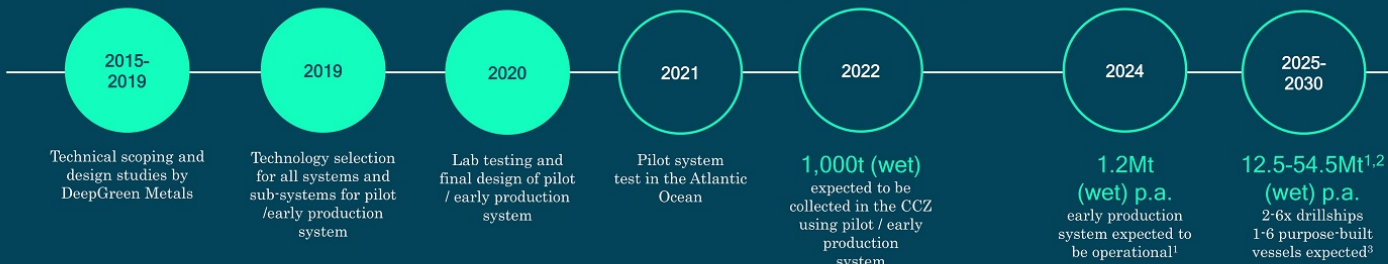 2015-
2019
Technical scoping and
design studies by
DeepGreen Metals
2019
Technology selection
for all systems and
sub-systems for pilot
/early production
system
2020
Lab testing and
final design of pilot
/ early production
system
2021
Pilot system
test in the Atlantic
Ocean
2022
1,000t (wet)
expected to be
collected in the CCZ
using pilot / early
production
system
2024
1.2Mt
(wet) p.a.
early production
system expected to
be operational¹
2025-
2030
12.5-54.5Mt¹,²
(wet) p.a.
2-6x drillships
1-6 purpose-built
vessels expected³